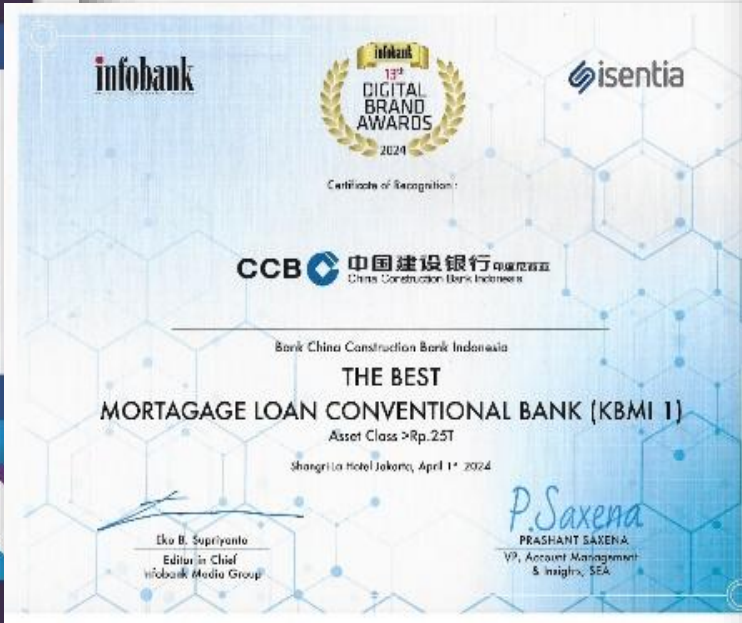 infobank
isentia
infobank
13th
DIGITAL
BRAND
AWARDS
2024
Certificate of Recognition :
CCB 中国建设银行
China Construction Bank Indonesia
Bank China Construction Bank Indonesia
THE BEST
MORTAGAGE LOAN CONVENTIONAL BANK (KBMI 1)
Asset Class >Rp.25T
Shangri-La Hotel Jakarta, April 1st 2024
P.Saxena
Eko B. Supriyanto
Editor in Chief
Infobank Media Group
PRASHANT SAXENA
VP, Account Management
& Insights, SEA